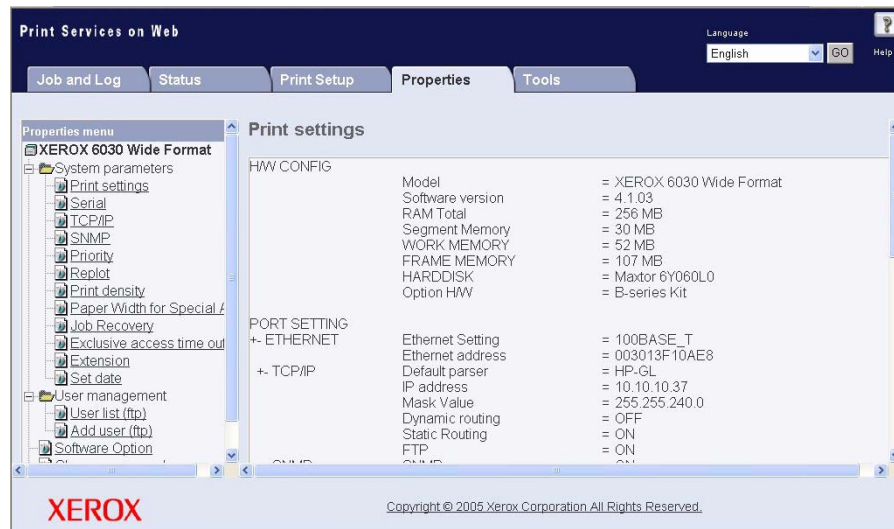 Print Services on Web
Language
English GO
? Help
Job and Log Status Print Setup Properties Tools
Properties menu
XEROX 6030 Wide Format
System parameters
Print settings
Serial
TCP/IP
SNMP
Priority
Replot
Print density
Paper Width for Special
Job Recovery
Exclusive access time out
Extension
Set date
User management
User list (ftp)
Add user (ftp)
Software Option
Print settings
H/W CONFIG
Model = XEROX 6030 Wide Format
Software version = 4.1.03
RAM Total = 256 MB
Segment Memory = 30 MB
WORK MEMORY = 52 MB
FRAME MEMORY = 107 MB
HARDDISK = Maxtor 6Y060L0
Option H/W = B-series Kit
PORT SETTING
+- ETHERNET Ethernet Setting = 100BASE_T
Ethernet address = 003013F10AE8
+- TCP/IP Default parser = HP-GL
IP address = 10.10.10.37
Mask Value = 255.255.240.0
Dynamic routing = OFF
Static Routing = ON
FTP = ON
XEROX
Copyright © 2005 Xerox Corporation.All Rights Reserved.